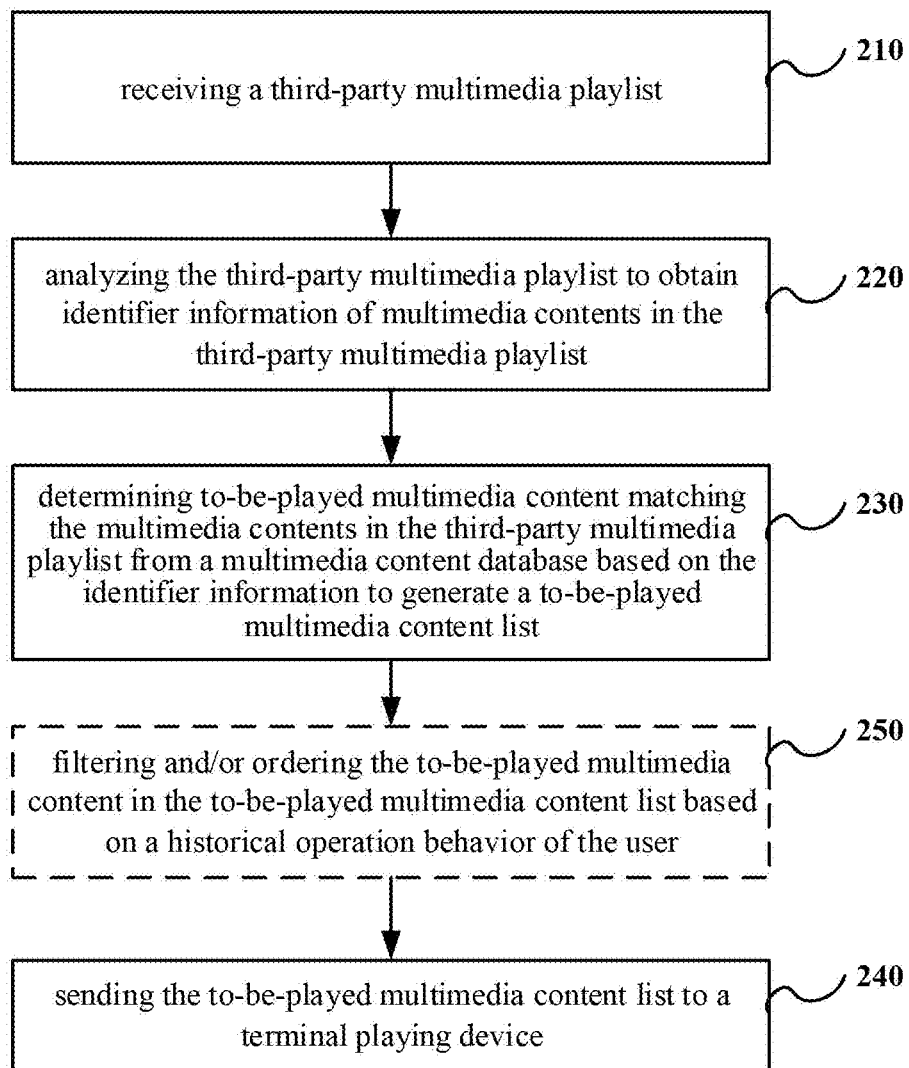 210
receiving a third-party multimedia playlist
220
analyzing the third-party multimedia playlist to obtain
identifier information of multimedia contents in the
third-party multimedia playlist
230
determining to-be-played multimedia content matching
the multimedia contents in the third-party multimedia
playlist from a multimedia content database based on the
identifier information to generate a to-be-played
multimedia content list
250
filtering and/or ordering the to-be-played multimedia
content in the to-be-played multimedia content list based
on a historical operation behavior of the user
240
sending the to-be-played multimedia content list to a
terminal playing device